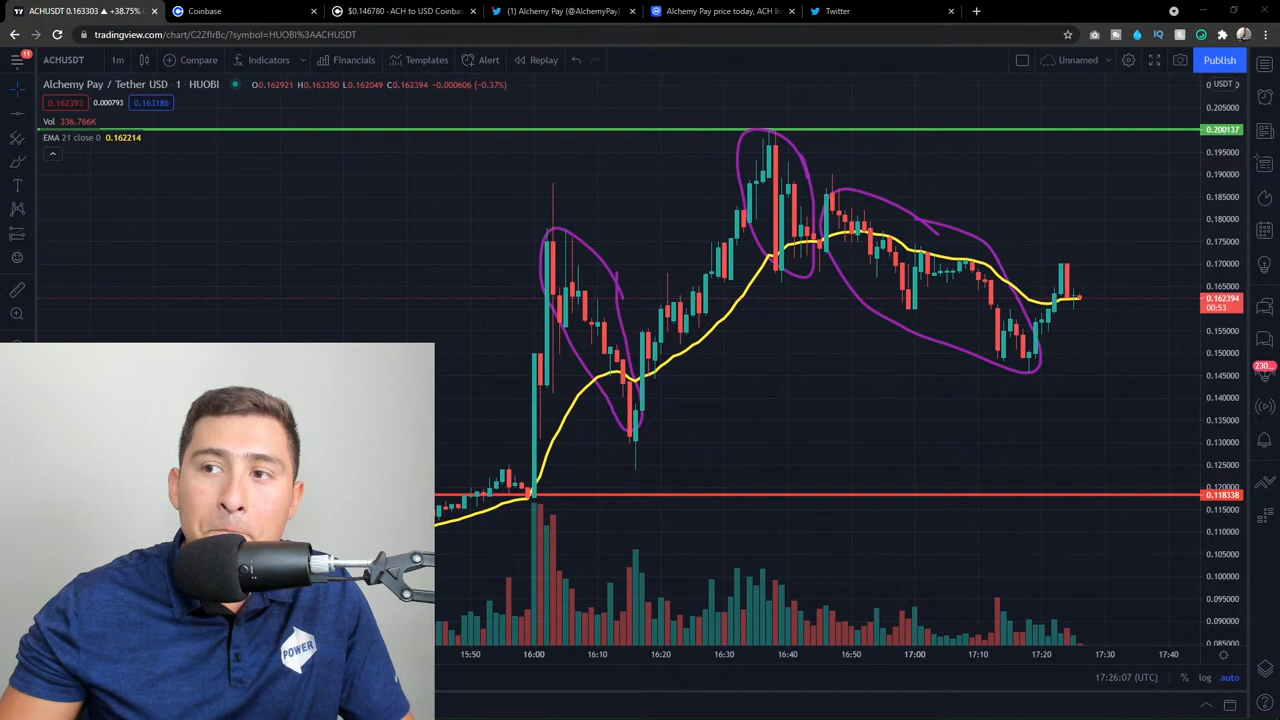 ACHUSDT 0.163303 ▲ +38.75% U
Coinbase
$0.146780 - ACH to USD Coinba
(1) Alchemy Pay (@AlchemyPay)
Alchemy Pay price today, ACH liv
Twitter
tradingview.com/chart/C2ZfIrBc/?symbol=HUOBI%3AACHUSDT
11
ACHUSDT
1m
Compare
Indicators
Financials
Templates
Alert
Replay
Unnamed
Publish
Alchemy Pay / Tether USD · 1 · HUOBI
O0.162921 H0.163350 L0.162049 C0.162394 -0.000606 (-0.37%)
USDT
0.162393
0.000793
0.163186
Vol 336.766K
EMA 21 close 0 0.162214
0.205000
0.200137
0.195000
0.190000
0.185000
0.180000
0.175000
0.170000
0.165000
0.162394
00:53
0.155000
0.150000
0.145000
0.140000
0.135000
0.130000
0.125000
0.120000
0.118338
0.115000
0.110000
0.105000
0.100000
0.095000
0.090000
0.085000
230
POWER
15:50
16:00
16:10
16:20
16:30
16:40
16:50
17:00
17:10
17:20
17:30
17:40
17:26:07 (UTC)
%
log
auto